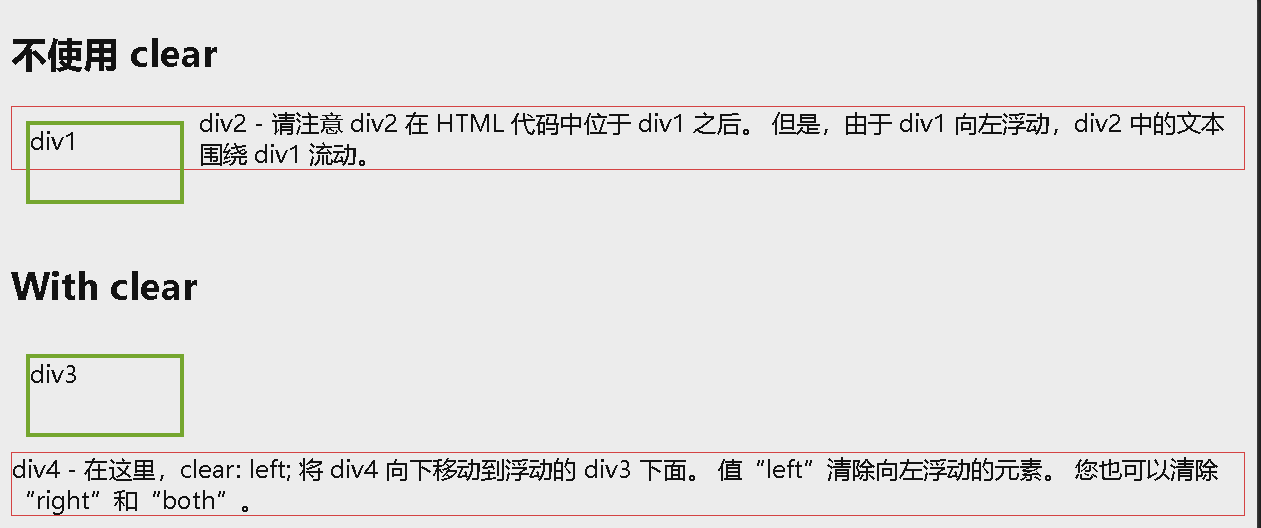 不使用 clear
div1
div2 - 请注意 div2 在 HTML 代码中位于 div1 之后。 但是，由于 div1 向左浮动，div2 中的文本
围绕 div1 流动。
With clear
div3
div4 - 在这里，clear: left; 将 div4 向下移动到浮动的 div3 下面。 值“left”清除向左浮动的元素。 您也可以清除
“right”和“both”。